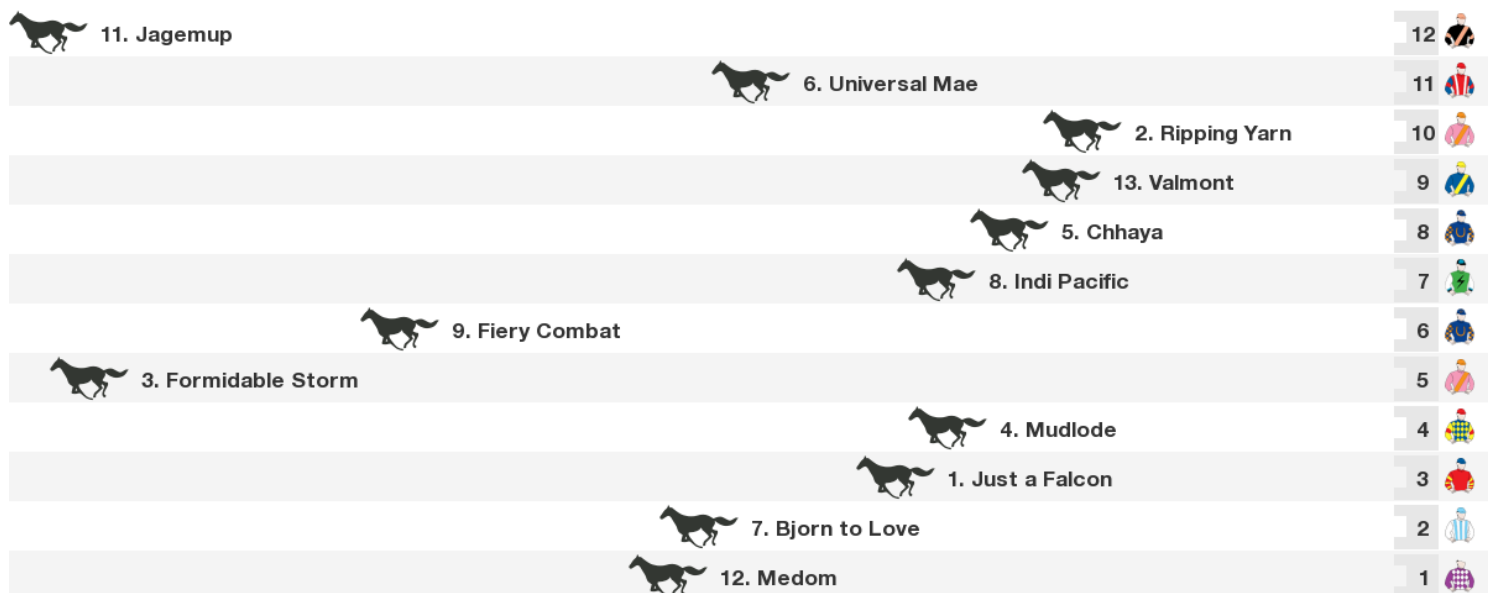 11. Jagemup 12
6. Universal Mae 11
2. Ripping Yarn 10
13. Valmont 9
5. Chhaya 8
8. Indi Pacific 7
9. Fiery Combat 6
3. Formidable Storm 5
4. Mudlode 4
1. Just a Falcon 3
7. Bjorn to Love 2
12. Medom 1